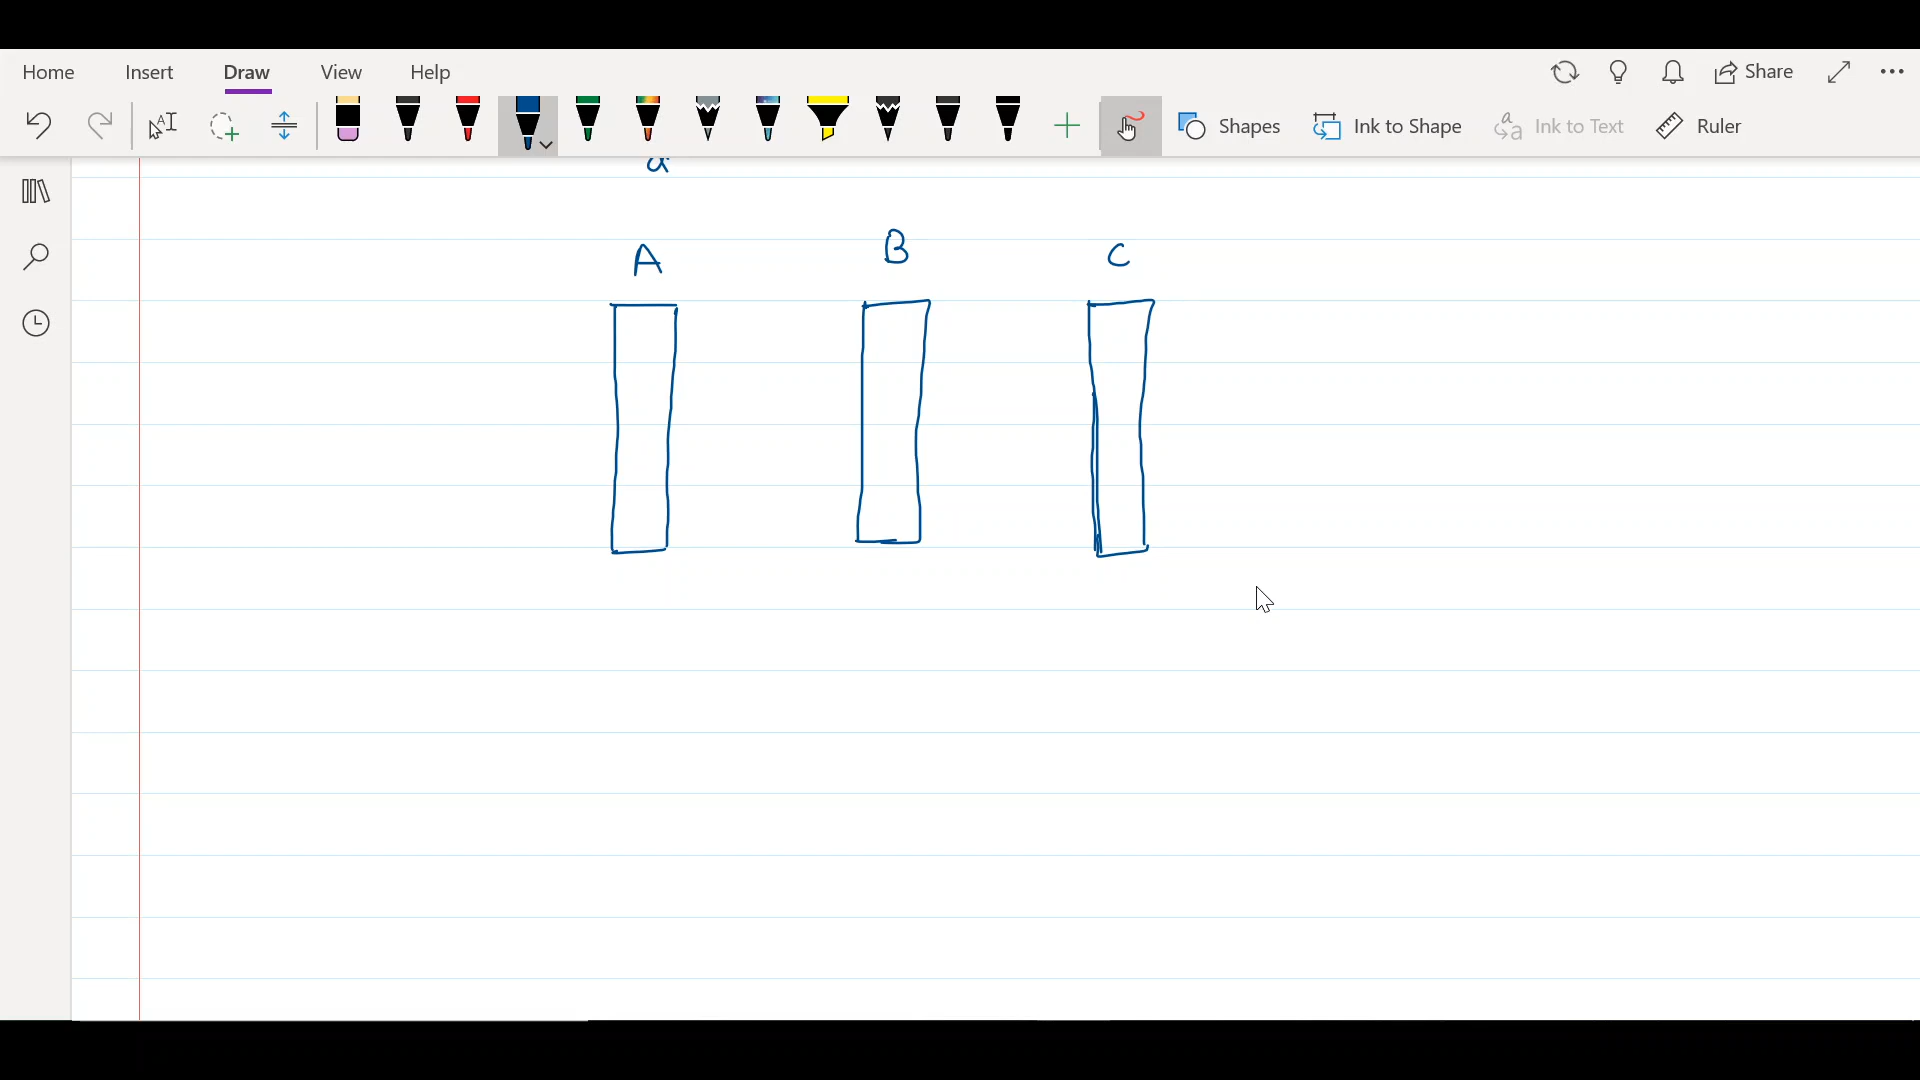 Home Insert Draw View Help Share
Shapes Ink to Shape Ink to Text Ruler
a
A B C